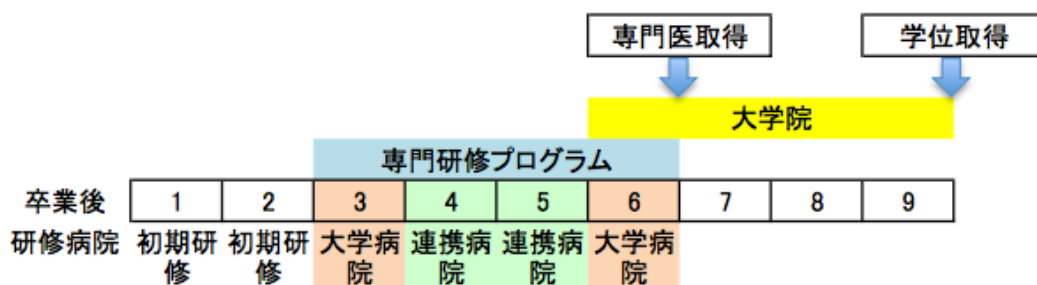 専門医取得 学位取得
大学院
専門研修プログラム
卒業後 1 2 3 4 5 6 7 8 9
研修病院 初期研修 初期研修 大学病院 連携病院 連携病院 大学病院